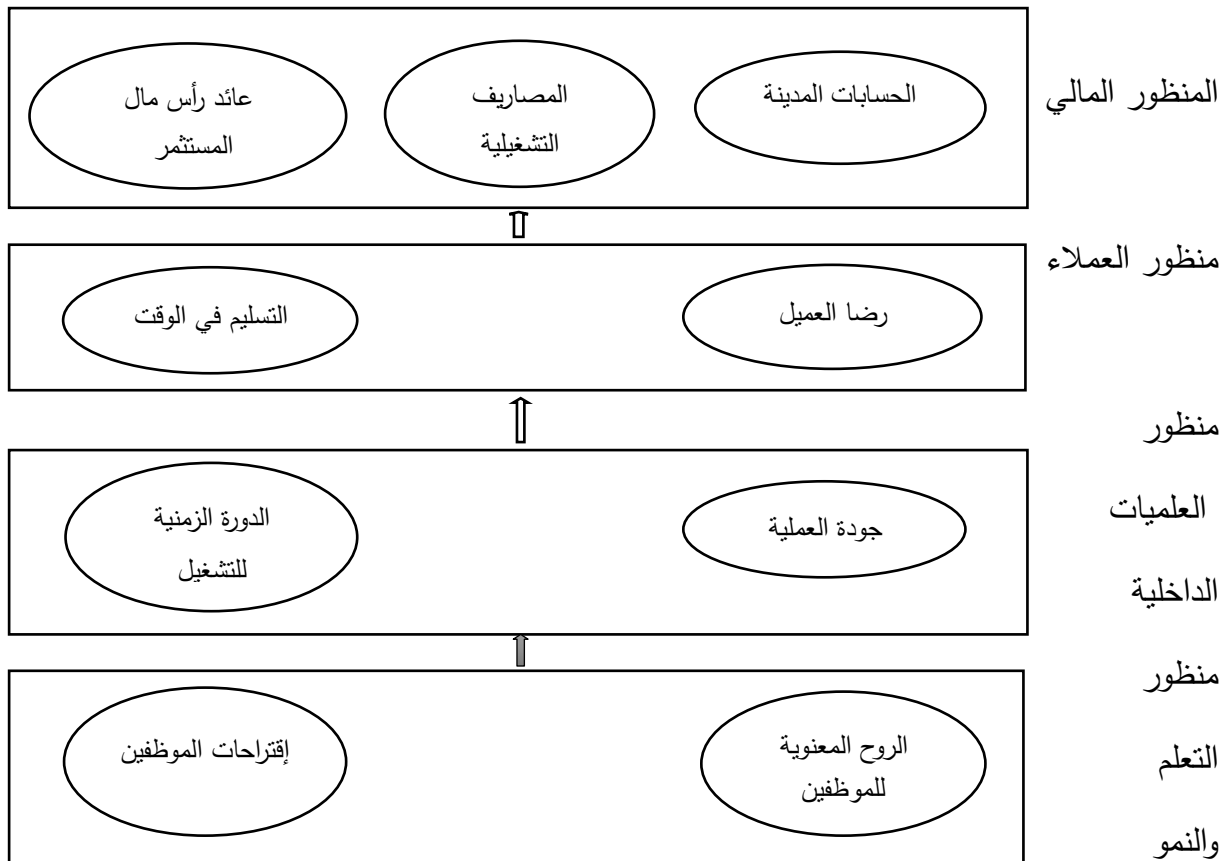 المنظور المالي
الحسابات المدينة
المصاريف
التشغيلية
عائد رأس مال
المستثمر
منظور العملاء
رضا العميل
التسليم في الوقت
منظور
العلميات
الداخلية
جودة العملية
الدورة الزمنية
للتشغيل
منظور
التعلم
والنمو
الروح المعنوية
للموظفين
إقتراحات الموظفين